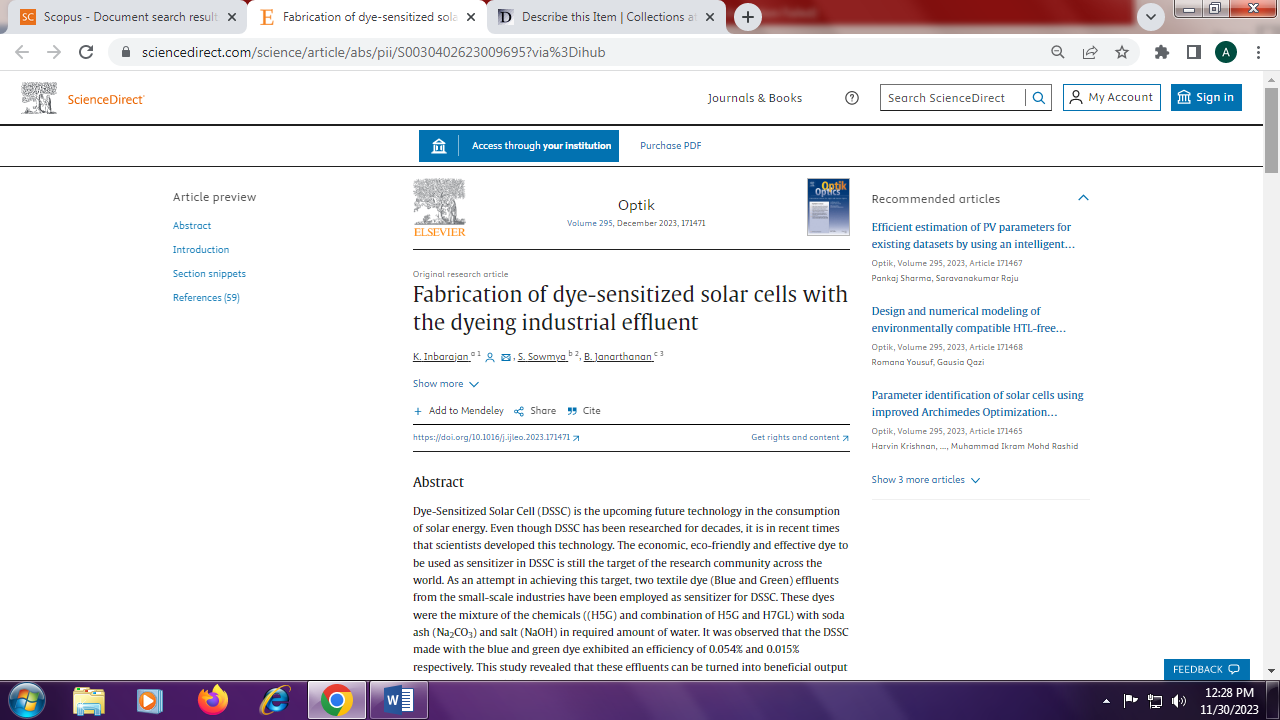 Scopus - Document search result
Fabrication of dye-sensitized sola
Describe this Item | Collections at
sciencedirect.com/science/article/abs/pii/S0030402623009695?via%3Dihub
A
ScienceDirect
Journals & Books
Search ScienceDirect
My Account
Sign in
Access through your institution
Purchase PDF
Article preview
Abstract
Introduction
Section snippets
References (59)
ELSEVIER
Optik
Volume 295, December 2023, 171471
Optik
Optics
Original research article
Fabrication of dye-sensitized solar cells with
the dyeing industrial effluent
K. Inbarajan a 1 , S. Sowmya b 2, B. Janarthanan c 3
Show more
Add to Mendeley Share Cite
https://doi.org/10.1016/j.ijleo.2023.171471 Get rights and content
Abstract
Dye-Sensitized Solar Cell (DSSC) is the upcoming future technology in the consumption
of solar energy. Even though DSSC has been researched for decades, it is in recent times
that scientists developed this technology. The economic, eco-friendly and effective dye to
be used as sensitizer in DSSC is still the target of the research community across the
world. As an attempt in achieving this target, two textile dye (Blue and Green) effluents
from the small-scale industries have been employed as sensitizer for DSSC. These dyes
were the mixture of the chemicals ((H5G) and combination of H5G and H7GL) with soda
ash (Na2CO3) and salt (NaOH) in required amount of water. It was observed that the DSSC
made with the blue and green dye exhibited an efficiency of 0.054% and 0.015%
respectively. This study revealed that these effluents can be turned into beneficial output
Recommended articles
Efficient estimation of PV parameters for
existing datasets by using an intelligent…
Optik, Volume 295, 2023, Article 171467
Pankaj Sharma, Saravanakumar Raju
Design and numerical modeling of
environmentally compatible HTL-free…
Optik, Volume 295, 2023, Article 171468
Romana Yousuf, Gausia Qazi
Parameter identification of solar cells using
improved Archimedes Optimization…
Optik, Volume 295, 2023, Article 171465
Harvin Krishnan, …, Muhammad Ikram Mohd Rashid
Show 3 more articles
FEEDBACK
12:28 PM
11/30/2023